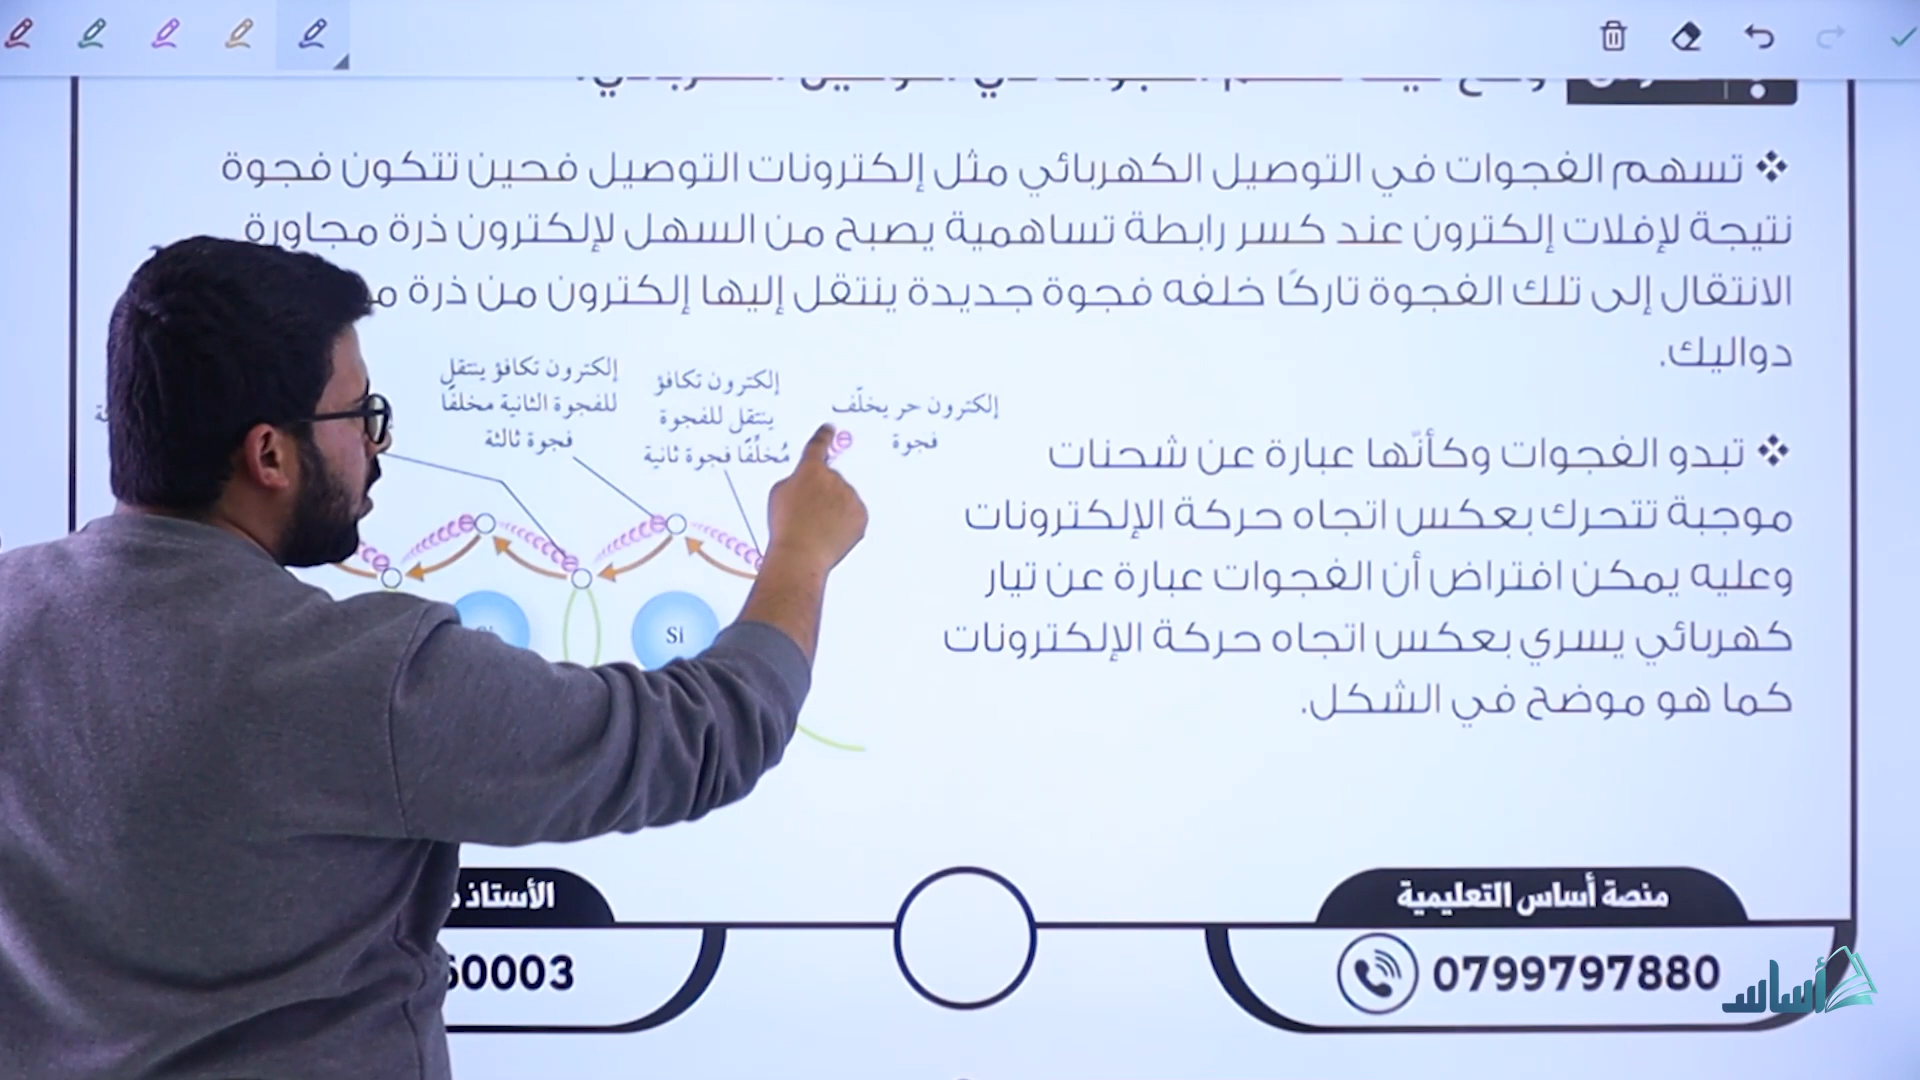 تسهم الفجوات في التوصيل الكهربائي مثل إلكترونات التوصيل فحين تتكون فجوة
نتيجة لإفلات إلكترون عند كسر رابطة تساهمية يصبح من السهل لإلكترون ذرة مجاورة
الانتقال إلى تلك الفجوة تاركًا خلفه فجوة جديدة ينتقل إليها إلكترون من ذرة
دواليك.
إلكترون حر يخلّف
فجوة
إلكترون تكافؤ
ينتقل للفجوة
مُخلِّفًا فجوة ثانية
إلكترون تكافؤ ينتقل
للفجوة الثانية مخلفًا
فجوة ثالثة
تبدو الفجوات وكأنّها عبارة عن شحنات
موجبة تتحرك بعكس اتجاه حركة الإلكترونات
وعليه يمكن افتراض أن الفجوات عبارة عن تيار
كهربائي يسري بعكس اتجاه حركة الإلكترونات
كما هو موضح في الشكل.
Si
منصة أساس التعليمية
0799797880
الأستاذ
60003
أساس